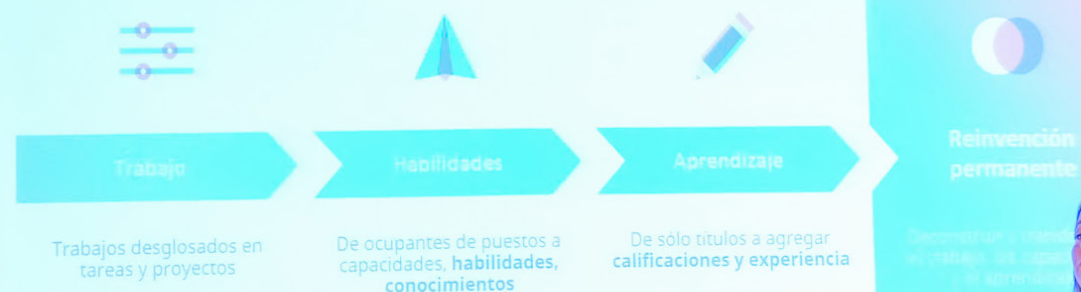 Trabajo
Trabajos desglosados en
tareas y proyectos
Habilidades
De ocupantes de puestos a
capacidades, habilidades,
conocimientos
Aprendizaje
De sólo títulos a agregar
calificaciones y experiencia
Reinvención
permanente